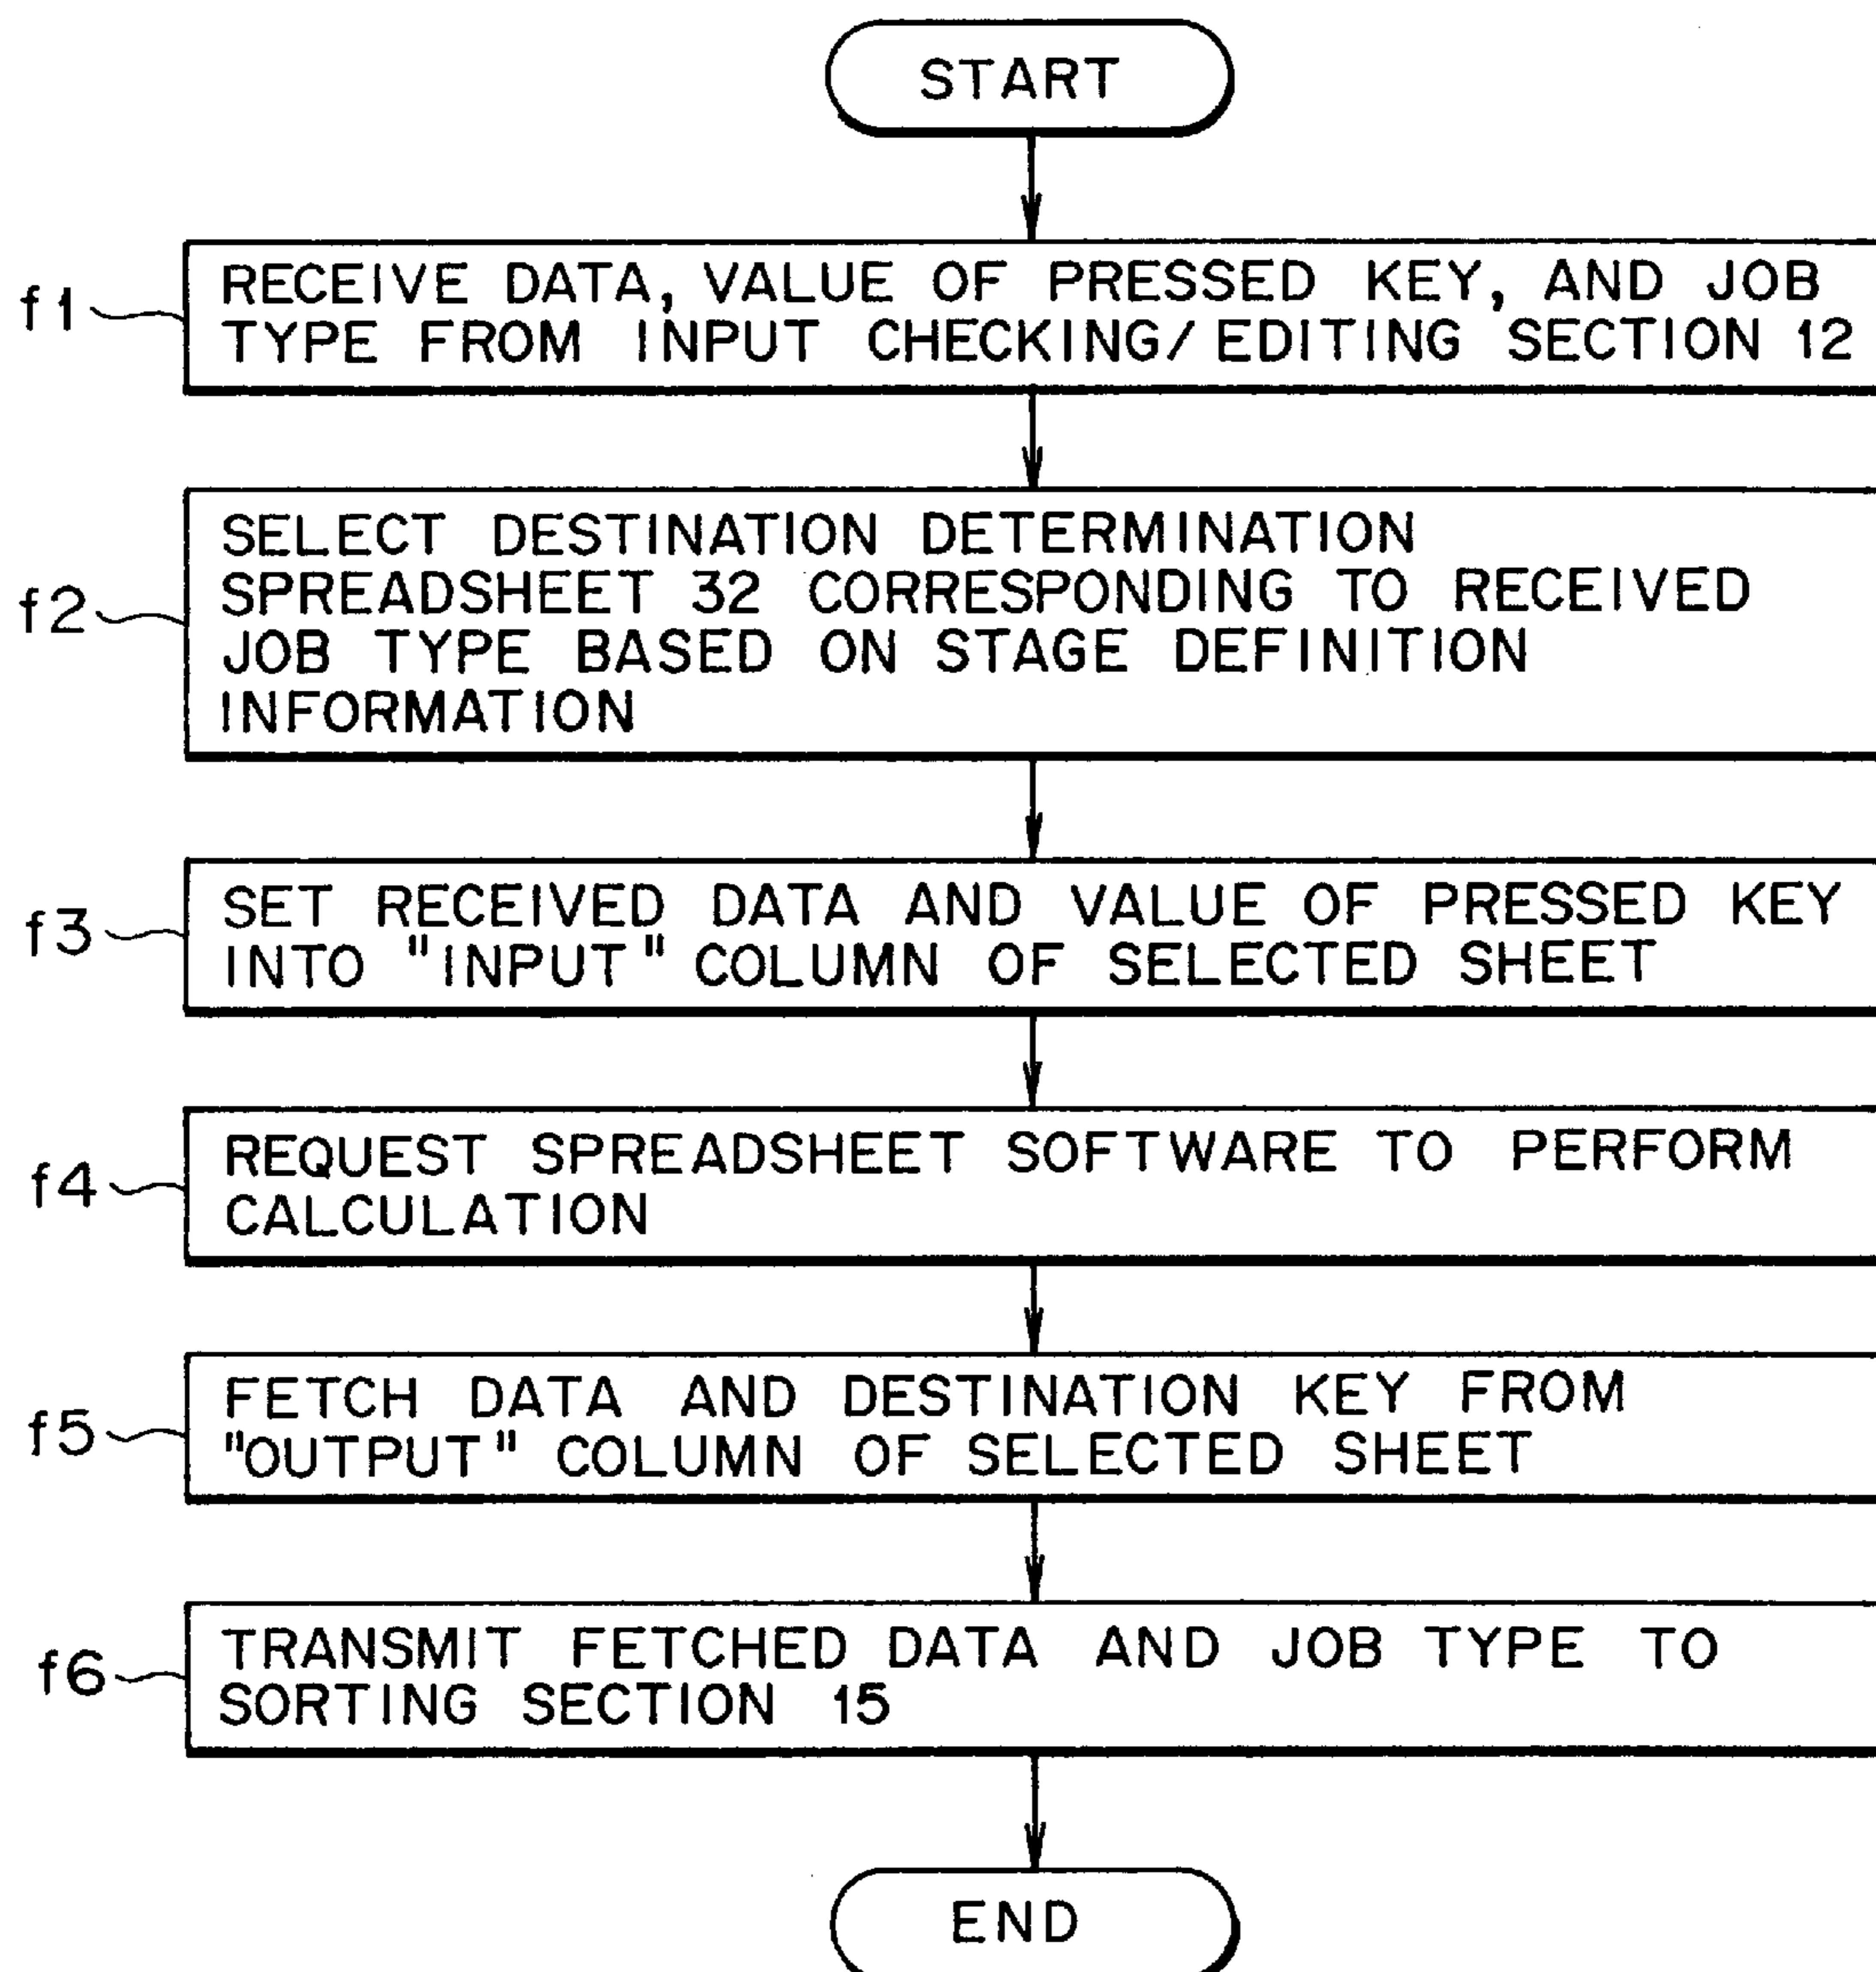 START
f1
RECEIVE DATA, VALUE OF PRESSED KEY, AND JOB
TYPE FROM INPUT CHECKING/EDITING SECTION 12
f2
SELECT DESTINATION DETERMINATION
SPREADSHEET 32 CORRESPONDING TO RECEIVED
JOB TYPE BASED ON STAGE DEFINITION
INFORMATION
f3
SET RECEIVED DATA AND VALUE OF PRESSED KEY
INTO "INPUT" COLUMN OF SELECTED SHEET
f4
REQUEST SPREADSHEET SOFTWARE TO PERFORM
CALCULATION
f5
FETCH DATA AND DESTINATION KEY FROM
"OUTPUT" COLUMN OF SELECTED SHEET
f6
TRANSMIT FETCHED DATA AND JOB TYPE TO
SORTING SECTION 15
END